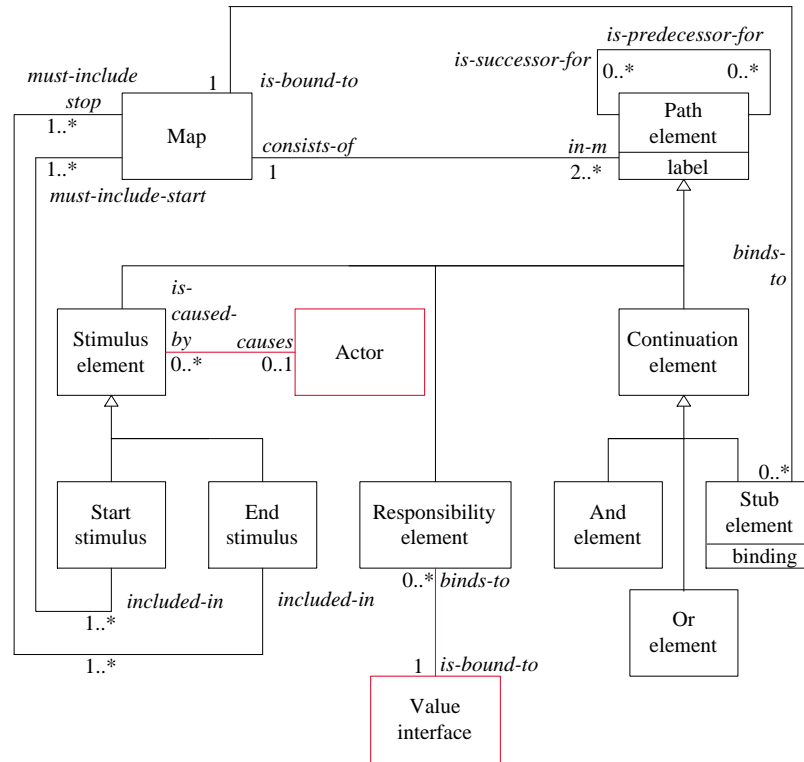 is-predecessor-for
is-successor-for
0..*
0..*
must-include
stop
1
is-bound-to
1..*
Map
Path
element
label
consists-of
1
in-m
2..*
1..*
must-include-start
binds-
to
is-
caused-
by
causes
0..*
0..1
Stimulus
element
Actor
Continuation
element
0..*
Start
stimulus
End
stimulus
Responsibility
element
And
element
Stub
element
binding
included-in
1..*
included-in
1..*
0..*
binds-to
Or
element
1
is-bound-to
Value
interface